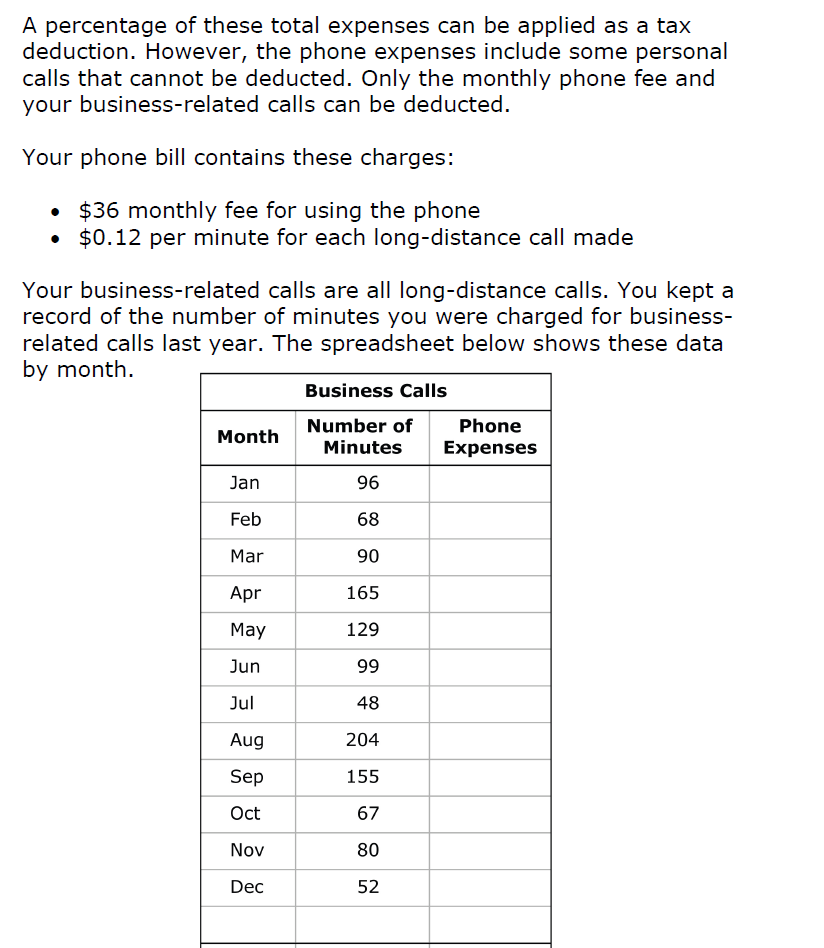 A percentage of these total expenses can be applied as a tax
deduction. However, the phone expenses include some personal
calls that cannot be deducted. Only the monthly phone fee and
your business-related calls can be deducted.
Your phone bill contains these charges:
• $36 monthly fee for using the phone
• $0.12 per minute for each long-distance call made
Your business-related calls are all long-distance calls. You kept a
record of the number of minutes you were charged for business-
related calls last year. The spreadsheet below shows these data
by month.
Business Calls
Month Number of Minutes Phone Expenses
Jan 96
Feb 68
Mar 90
Apr 165
May 129
Jun 99
Jul 48
Aug 204
Sep 155
Oct 67
Nov 80
Dec 52